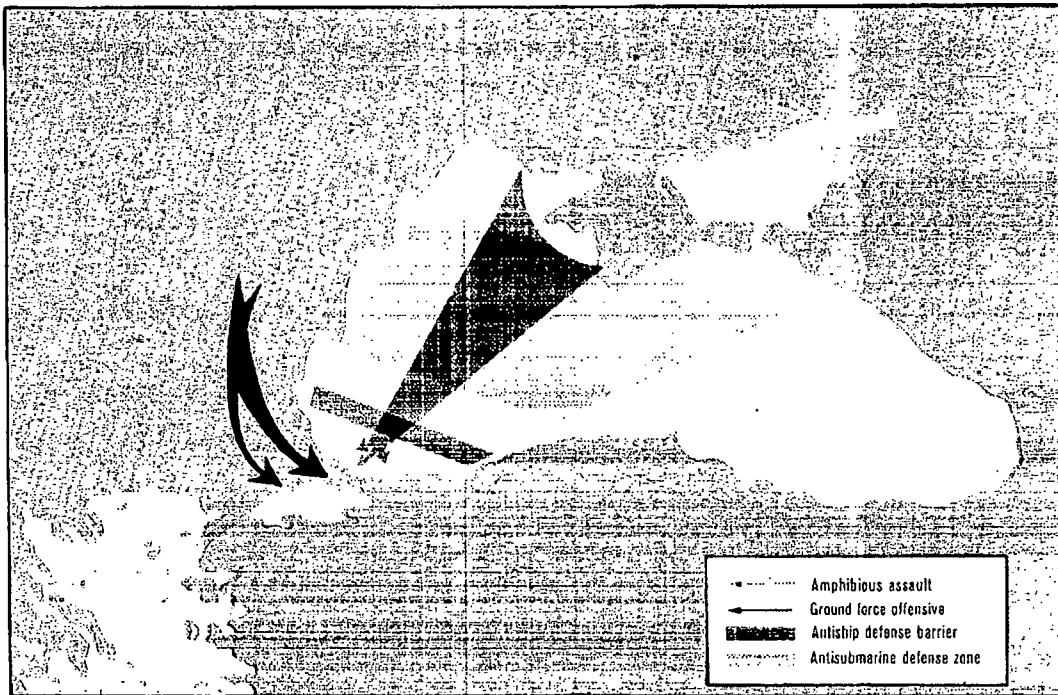 Amphibious assault
Ground force offensive
Antiship defense barrier
Antisubmarine defense zone